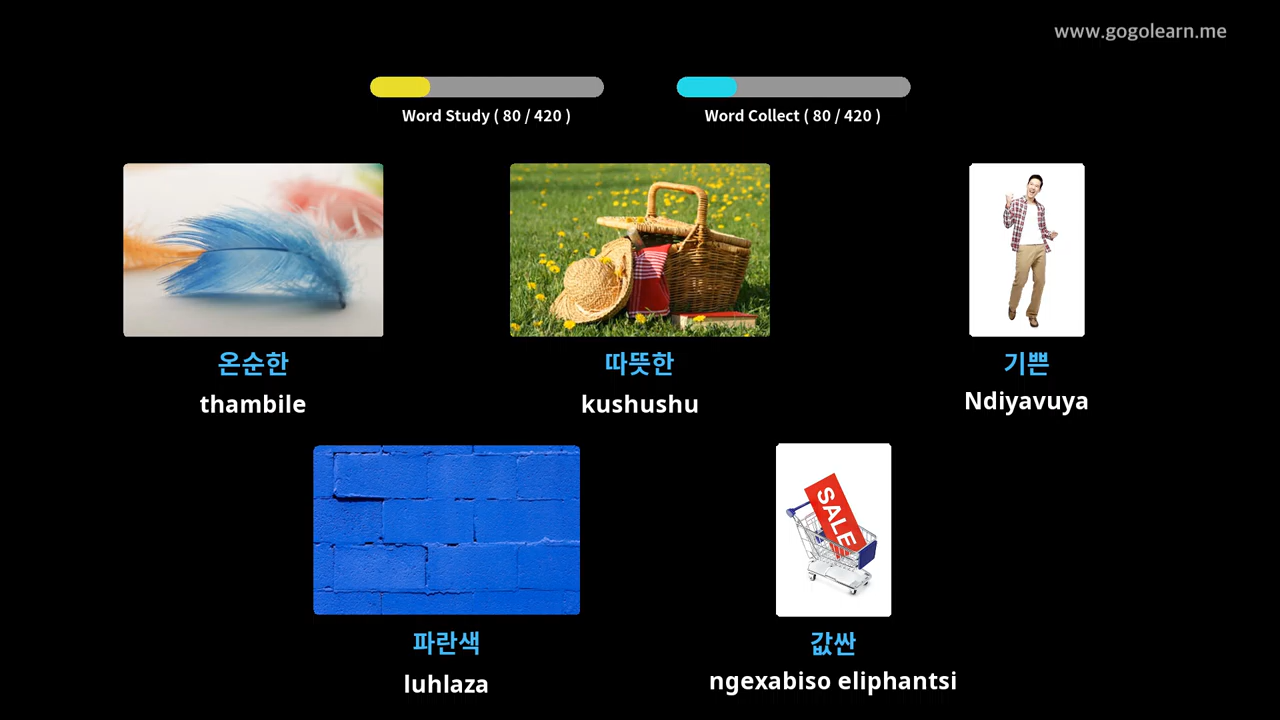 www.gogolearn.me
Word Study ( 80 / 420 )
Word Collect ( 80 / 420 )
온순한
thambile
따뜻한
kushushu
기쁜
Ndiyavuya
파란색
luhlaza
SALE
값싼
ngexabiso eliphantsi